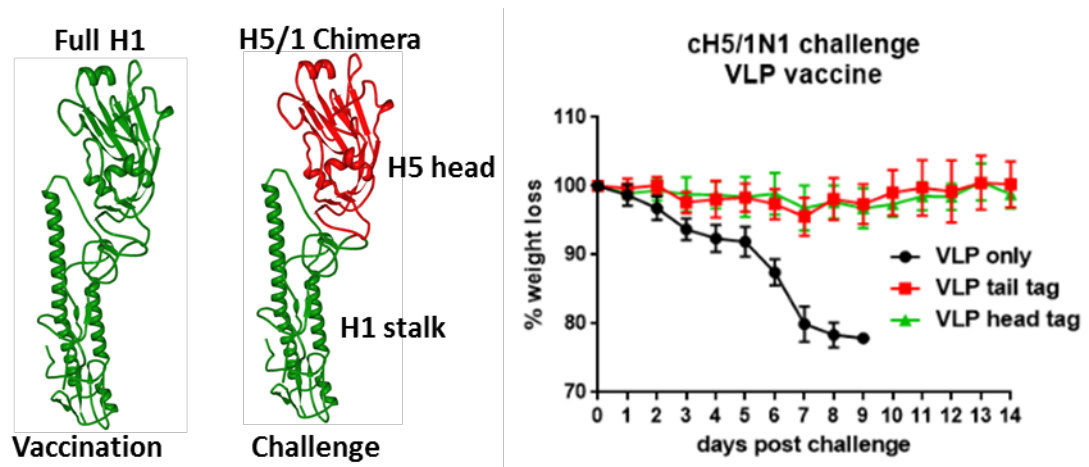 Full H1
H5/1 Chimera
H5 head
H1 stalk
Vaccination
Challenge
cH5/1N1 challenge
VLP vaccine
% weight loss
110
100
90
80
70
VLP only
VLP tail tag
VLP head tag
0 1 2 3 4 5 6 7 8 9 10 11 12 13 14
days post challenge